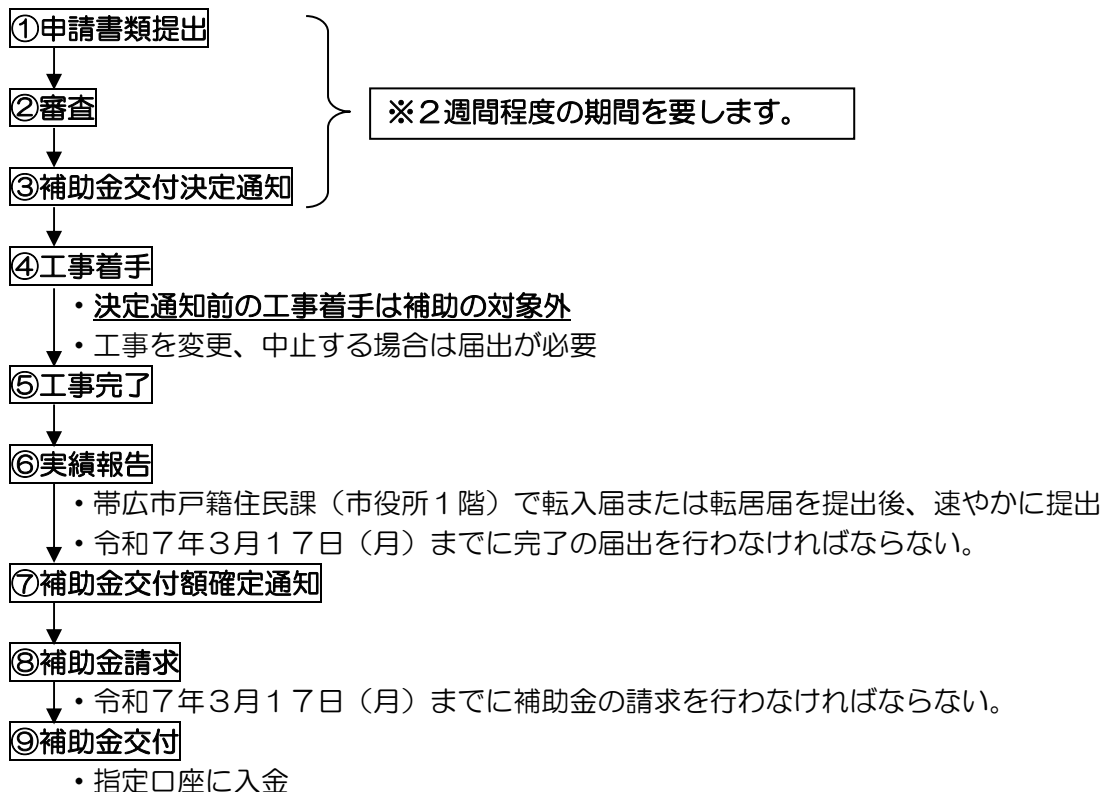 ①申請書類提出
②審査
※２週間程度の期間を要します。
③補助金交付決定通知
④工事着手
・決定通知前の工事着手は補助の対象外
・工事を変更、中止する場合は届出が必要
⑤工事完了
⑥実績報告
・帯広市戸籍住民課（市役所１階）で転入届または転居届を提出後、速やかに提出
・令和７年３月１７日（月）までに完了の届出を行わなければならない。
⑦補助金交付額確定通知
⑧補助金請求
・令和７年３月１７日（月）までに補助金の請求を行わなければならない。
⑨補助金交付
・指定口座に入金